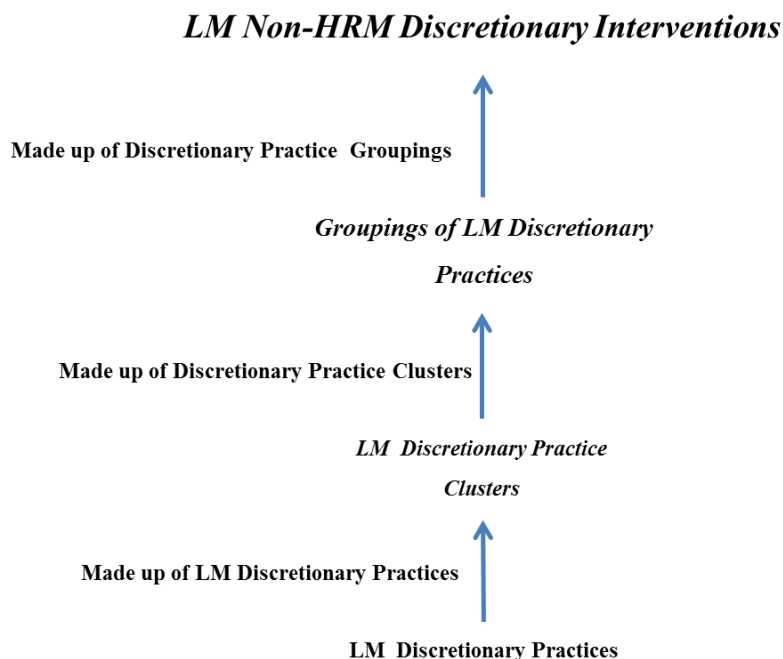 LM Non-HRM Discretionary Interventions
Made up of Discretionary Practice Groupings
Groupings of LM Discretionary
Practices
Made up of Discretionary Practice Clusters
LM Discretionary Practice
Clusters
Made up of LM Discretionary Practices
LM Discretionary Practices